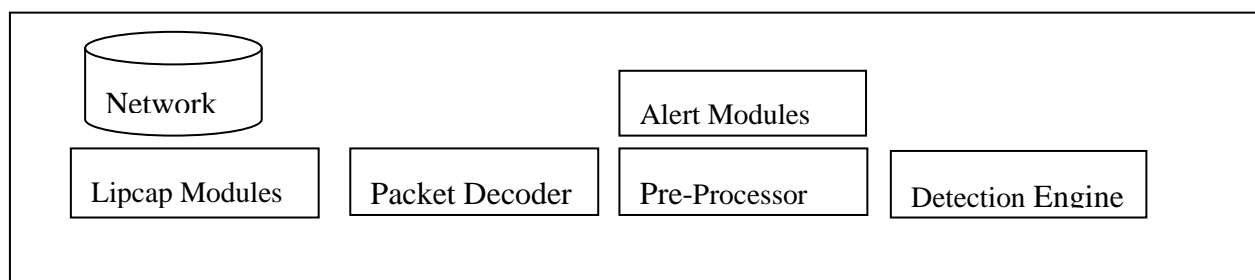 Network
Alert Modules
Lipcap Modules
Packet Decoder
Pre-Processor
Detection Engine